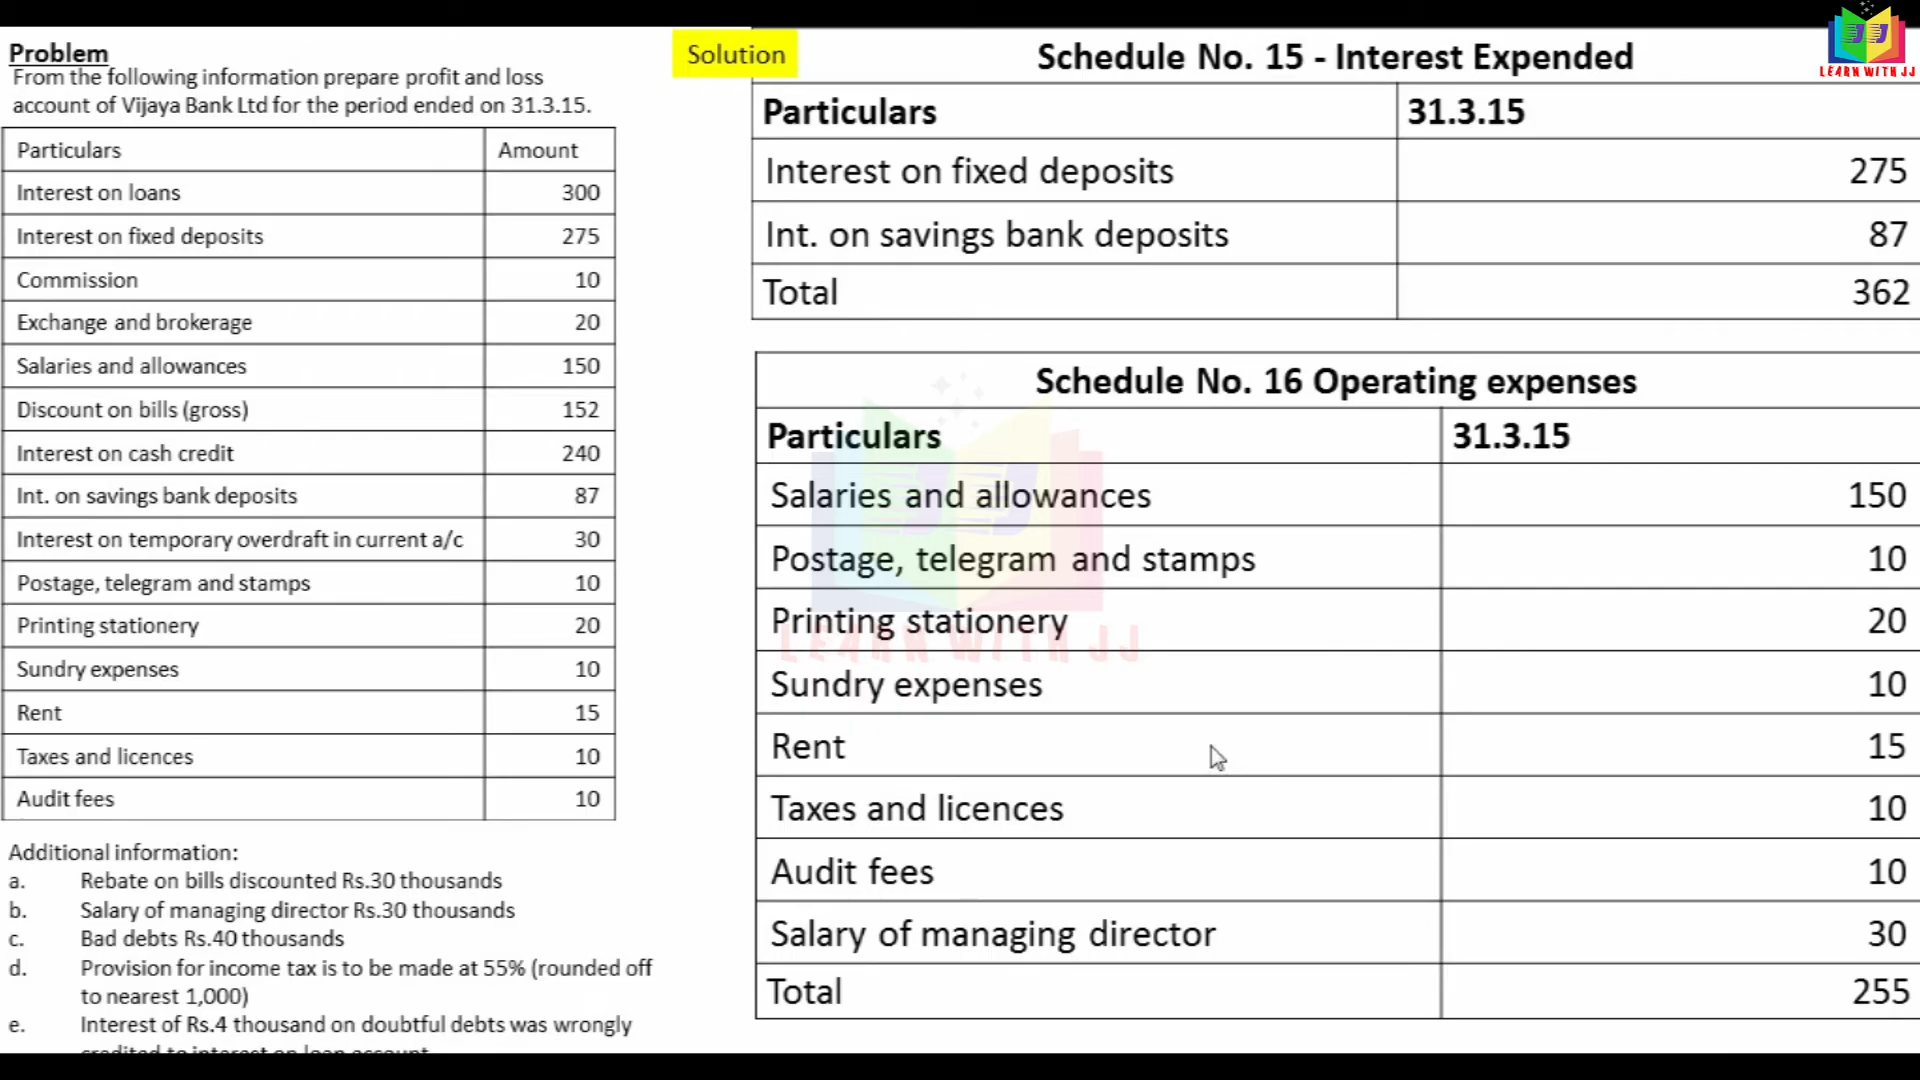 Problem
From the following information prepare profit and loss
account of Vijaya Bank Ltd for the period ended on 31.3.15.
Particulars Amount
Interest on loans 300
Interest on fixed deposits 275
Commission 10
Exchange and brokerage 20
Salaries and allowances 150
Discount on bills (gross) 152
Interest on cash credit 240
Int. on savings bank deposits 87
Interest on temporary overdraft in current a/c 30
Postage, telegram and stamps 10
Printing stationery 20
Sundry expenses 10
Rent 15
Taxes and licences 10
Audit fees 10
Additional information:
a. Rebate on bills discounted Rs.30 thousands
b. Salary of managing director Rs.30 thousands
c. Bad debts Rs.40 thousands
d. Provision for income tax is to be made at 55% (rounded off
to nearest 1,000)
e. Interest of Rs.4 thousand on doubtful debts was wrongly
credited to interest on loan account
Solution
Schedule No. 15 - Interest Expended
Particulars 31.3.15
Interest on fixed deposits 275
Int. on savings bank deposits 87
Total 362
Schedule No. 16 Operating expenses
Particulars 31.3.15
Salaries and allowances 150
Postage, telegram and stamps 10
Printing stationery 20
Sundry expenses 10
Rent 15
Taxes and licences 10
Audit fees 10
Salary of managing director 30
Total 255
LEARN WITH JJ
LEARN WITH JJ